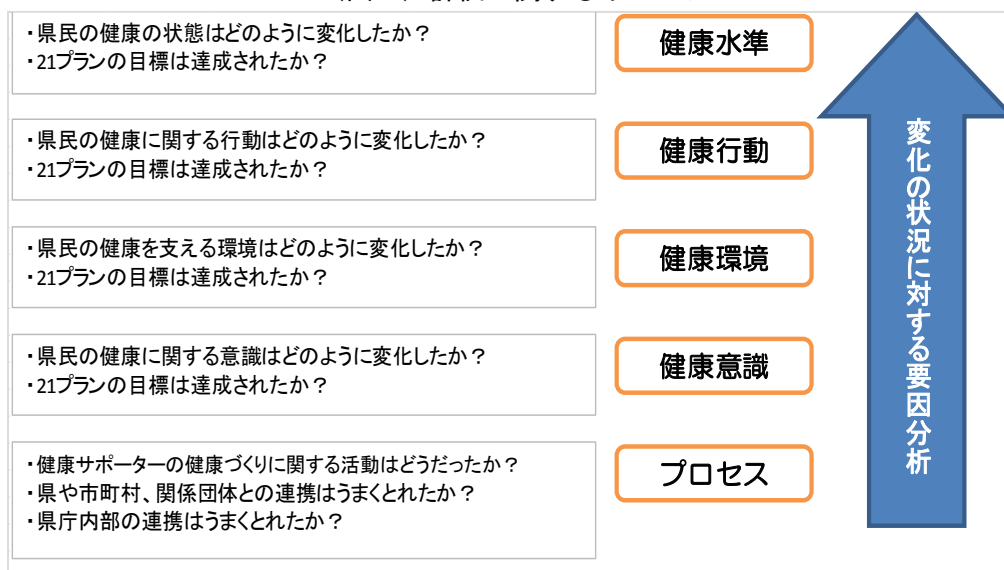 ・県民の健康の状態はどのように変化したか？
・21プランの目標は達成されたか？
健康水準
・県民の健康に関する行動はどのように変化したか？
・21プランの目標は達成されたか？
健康行動
・県民の健康を支える環境はどのように変化したか？
・21プランの目標は達成されたか？
健康環境
・県民の健康に関する意識はどのように変化したか？
・21プランの目標は達成されたか？
健康意識
・健康サポーターの健康づくりに関する活動はどうだったか？
・県や市町村、関係団体との連携はうまくとれたか？
・県庁内部の連携はうまくとれたか？
プロセス
変化の状況に対する要因分析